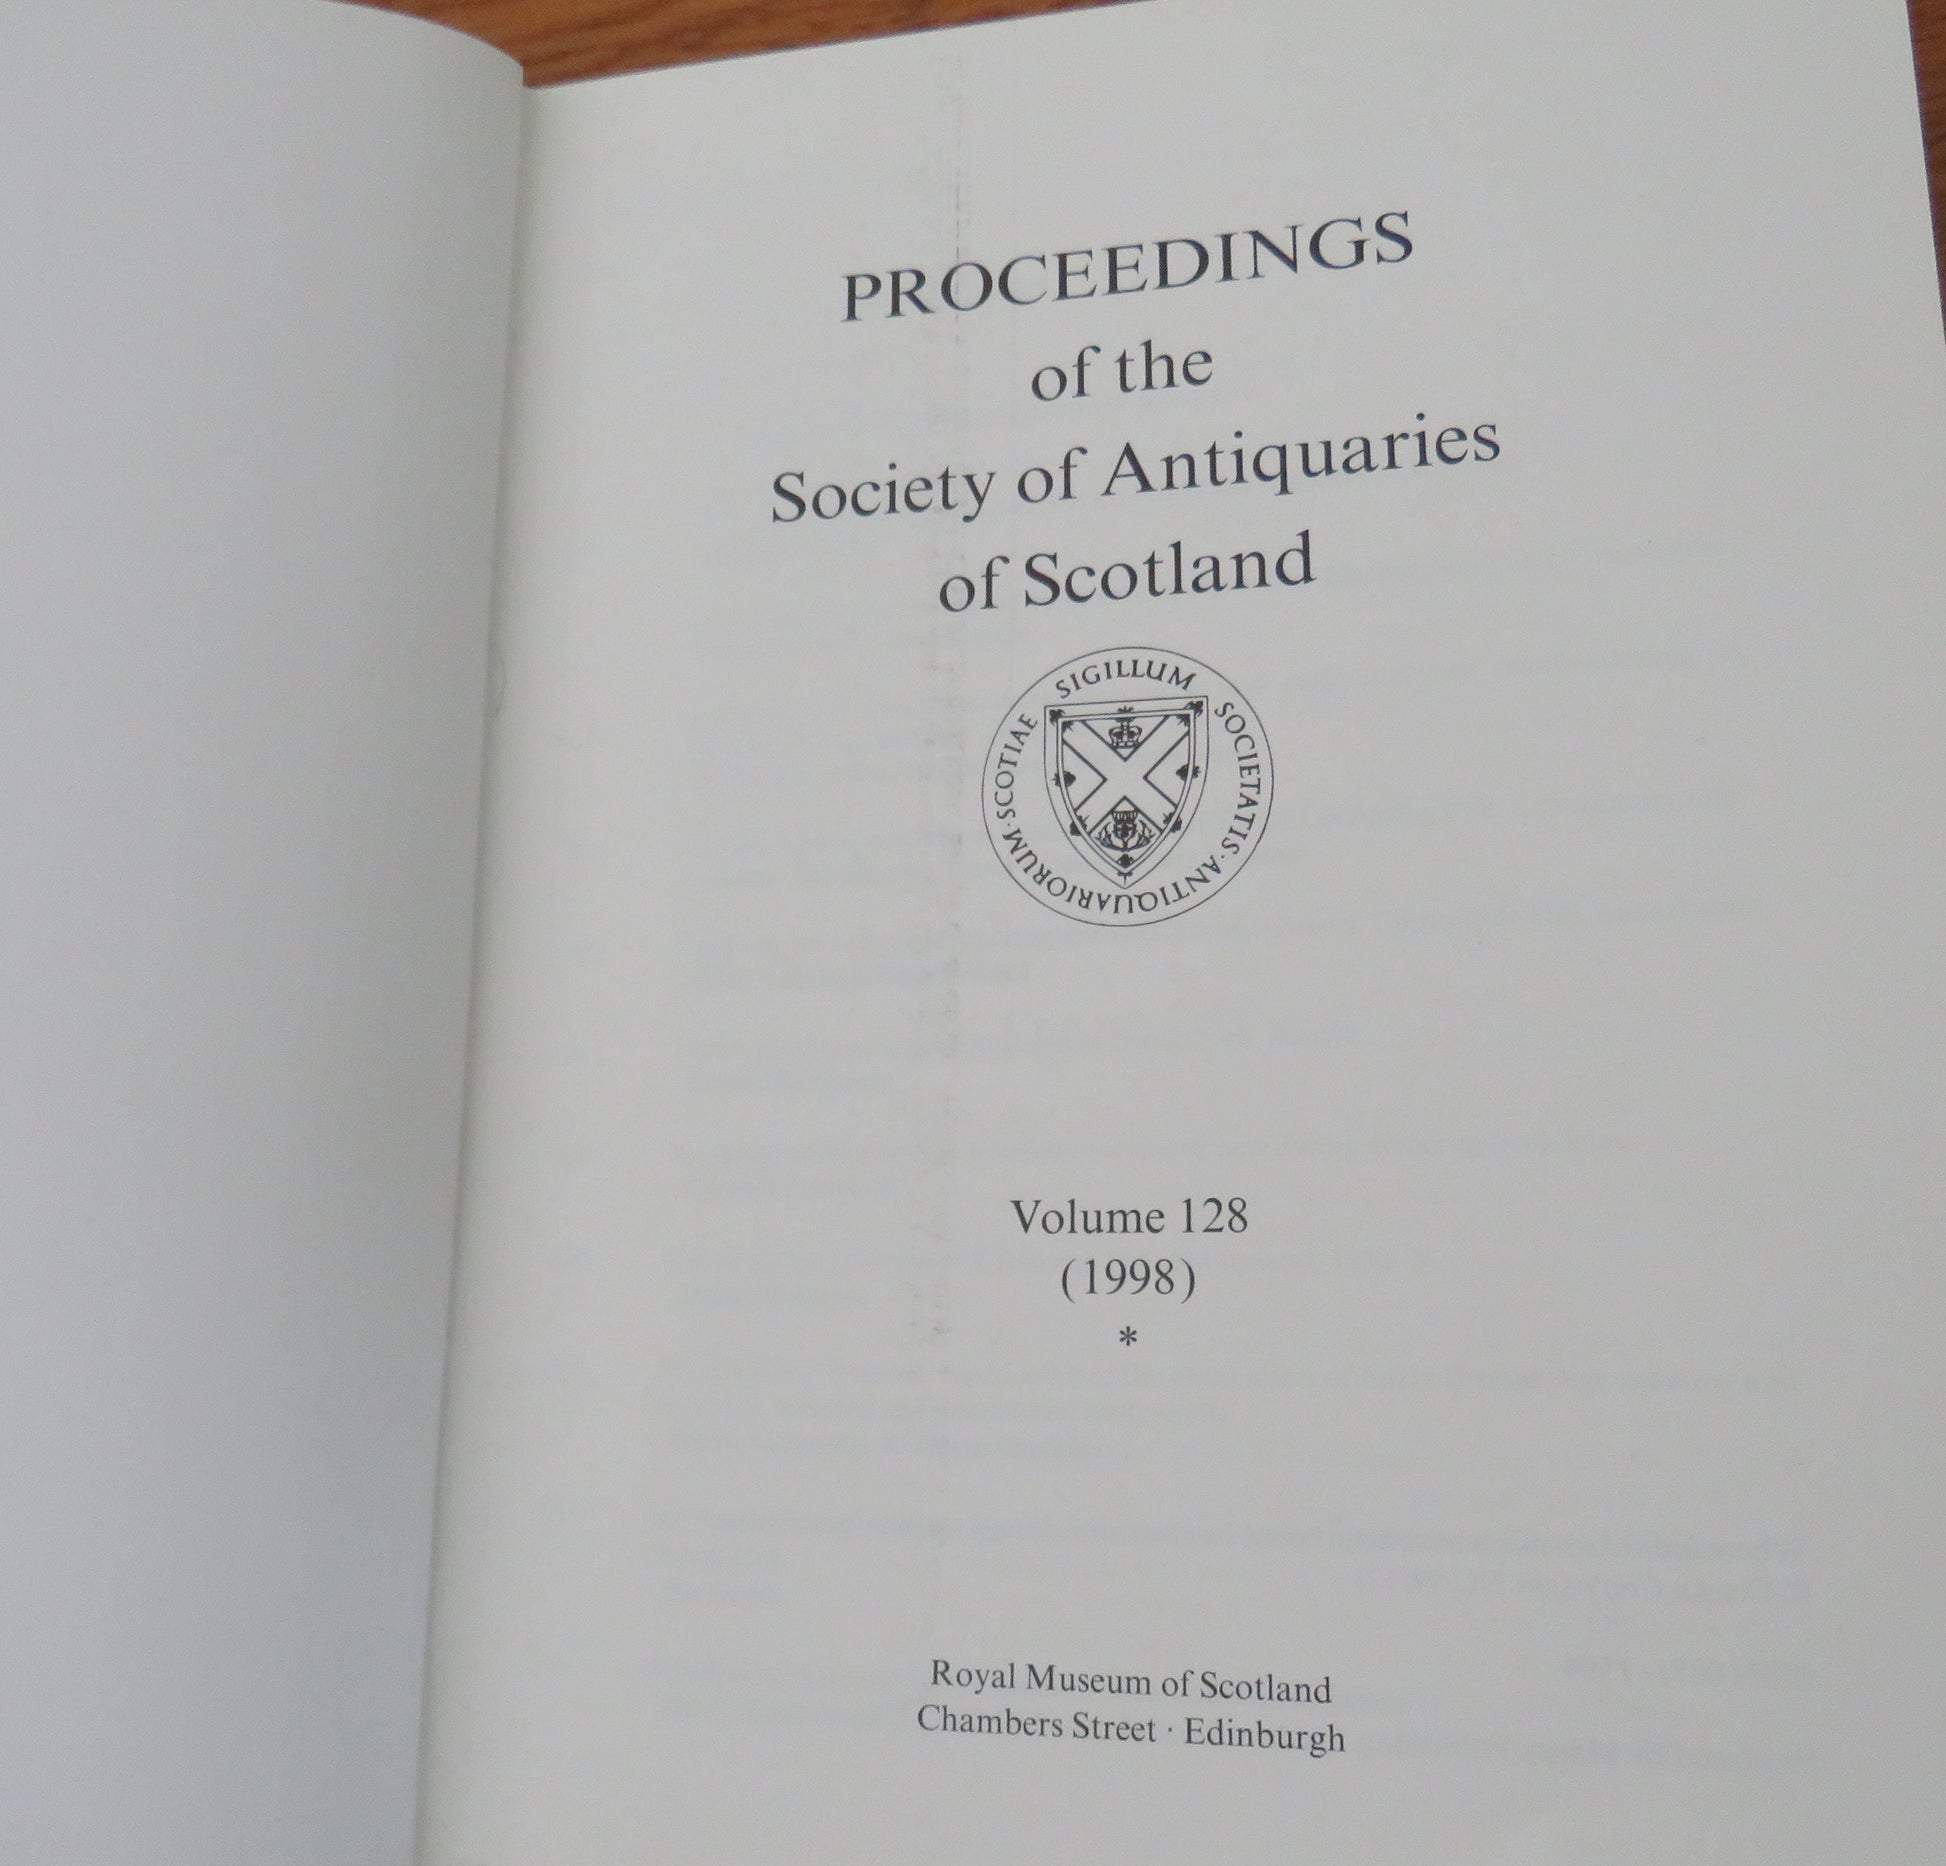 PROCEEDINGS
of the
Society of Antiquaries
of Scotland
SIGILLUM SOCIETATIS · ANTIQUARIORUM · SCOTIAE
Volume 128
(1998)
*
Royal Museum of Scotland
Chambers Street · Edinburgh